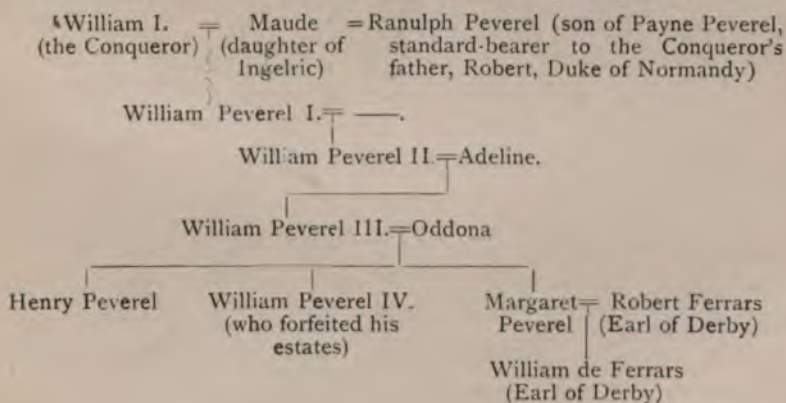 William I. = Maude = Ranulph Peverel (son of Payne Peverel,
(the Conqueror) (daughter of standard-bearer to the Conqueror's
Ingelric) father, Robert, Duke of Normandy)
William Peverel I. = ——.
William Peverel II. = Adeline.
William Peverel III. = Oddona
Henry Peverel William Peverel IV. Margaret = Robert Ferrars
(who forfeited his Peverel (Earl of Derby)
estates)
William de Ferrars
(Earl of Derby)